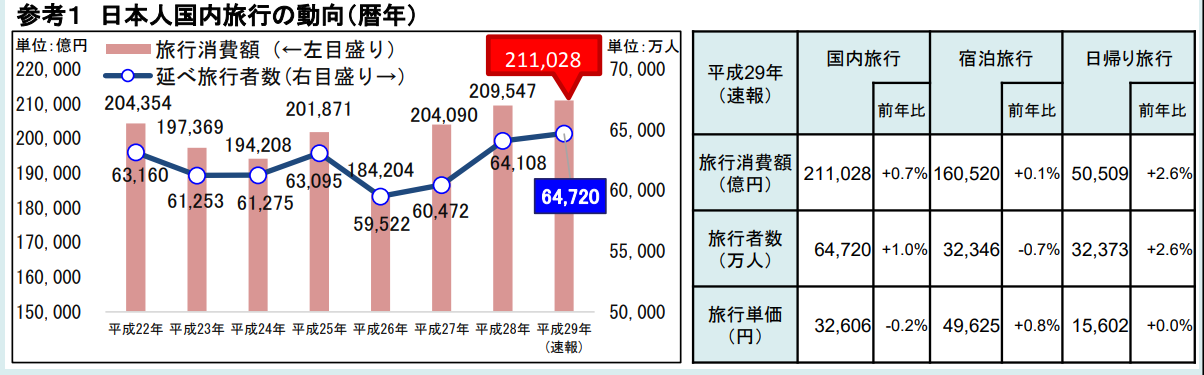 参考1 日本人国内旅行の動向(暦年)
単位:億円
旅行消費額 (←左目盛り)
延べ旅行者数(右目盛り→)
単位:万人
211,028
220,000
210,000
200,000
190,000
180,000
170,000
160,000
150,000
204,354
197,369
194,208
201,871
184,204
204,090
209,547
63,160
61,253
61,275
63,095
59,522
60,472
64,108
64,720
70,000
65,000
60,000
55,000
50,000
平成22年 平成23年 平成24年 平成25年 平成26年 平成27年 平成28年 平成29年
(速報)
平成29年
(速報)
国内旅行 宿泊旅行 日帰り旅行
前年比 前年比 前年比
旅行消費額
(億円)
211,028 +0.7% 160,520 +0.1% 50,509 +2.6%
旅行者数
(万人)
64,720 +1.0% 32,346 -0.7% 32,373 +2.6%
旅行単価
(円)
32,606 -0.2% 49,625 +0.8% 15,602 +0.0%